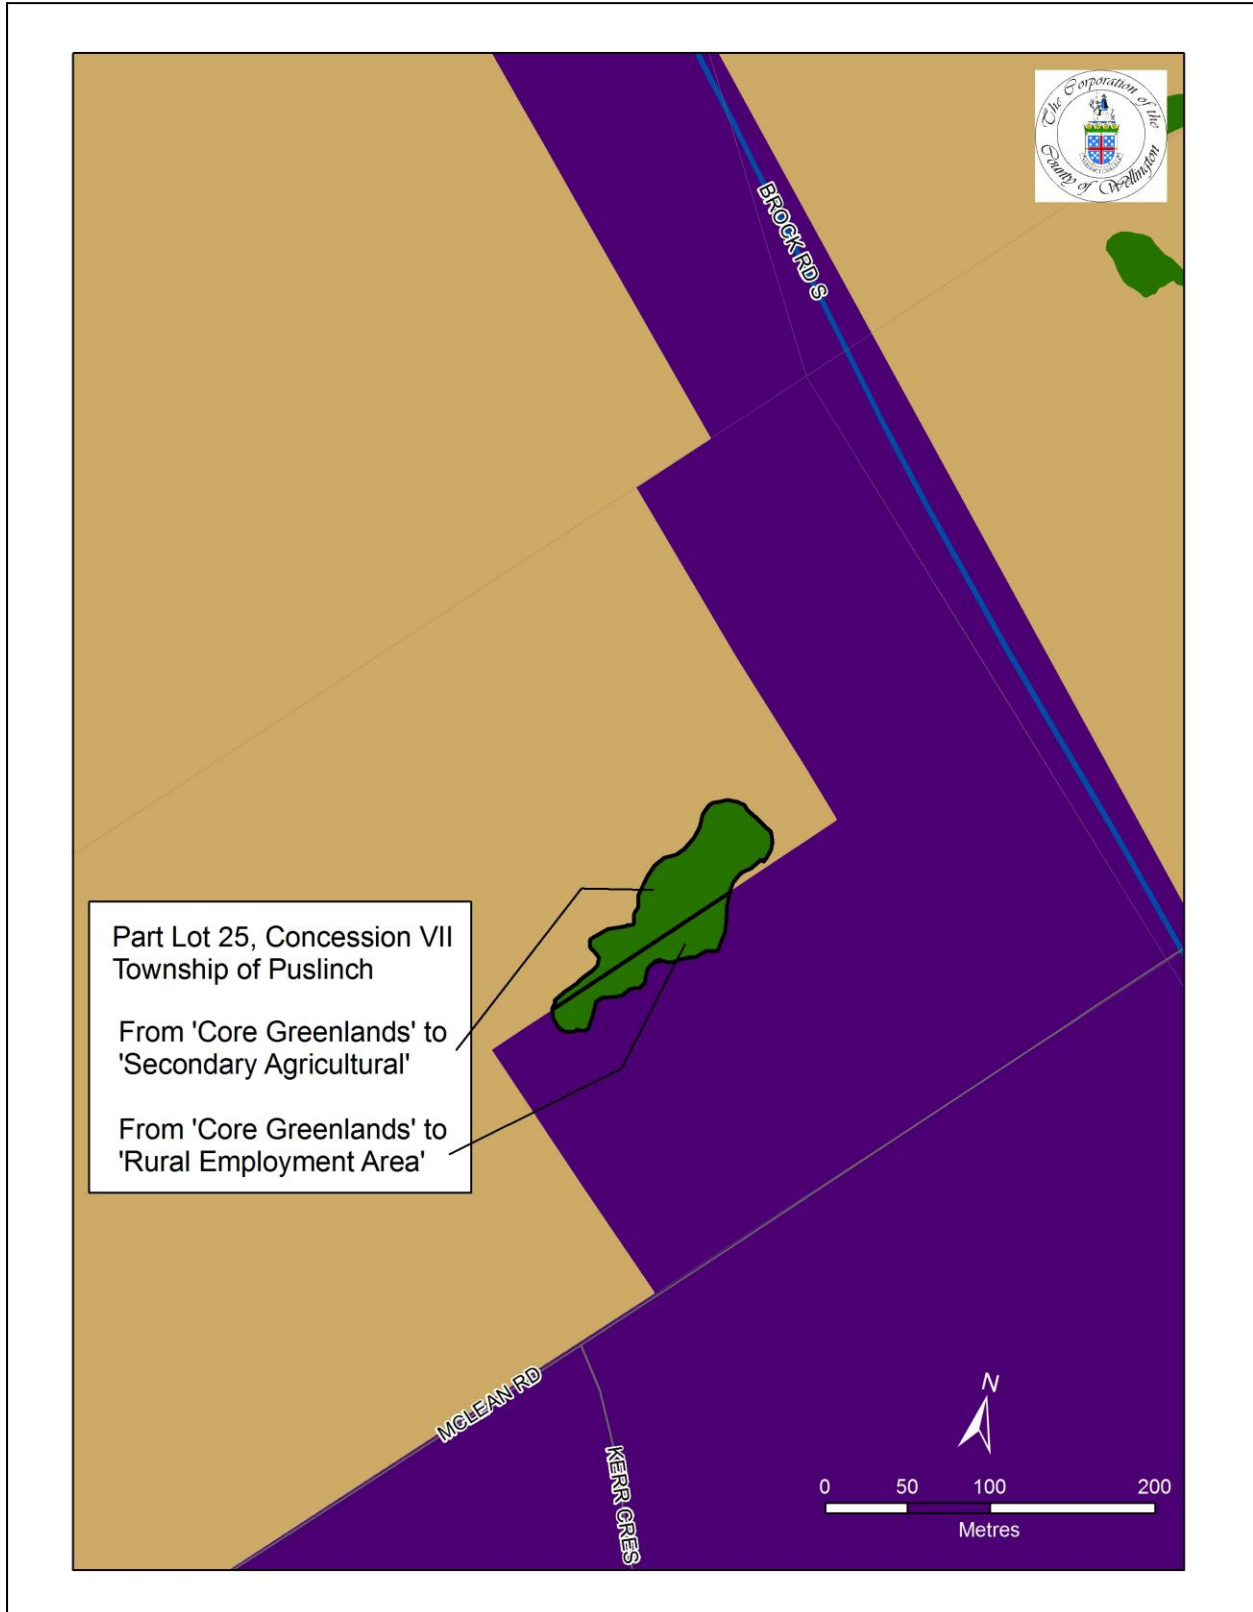 The Corporation of the
County of Wellington
BROCK RD S
Part Lot 25, Concession VII
Township of Puslinch
From 'Core Greenlands' to
'Secondary Agricultural'
From 'Core Greenlands' to
'Rural Employment Area'
MCLEAN RD
KERR CRES
N
0 50 100 200
Metres